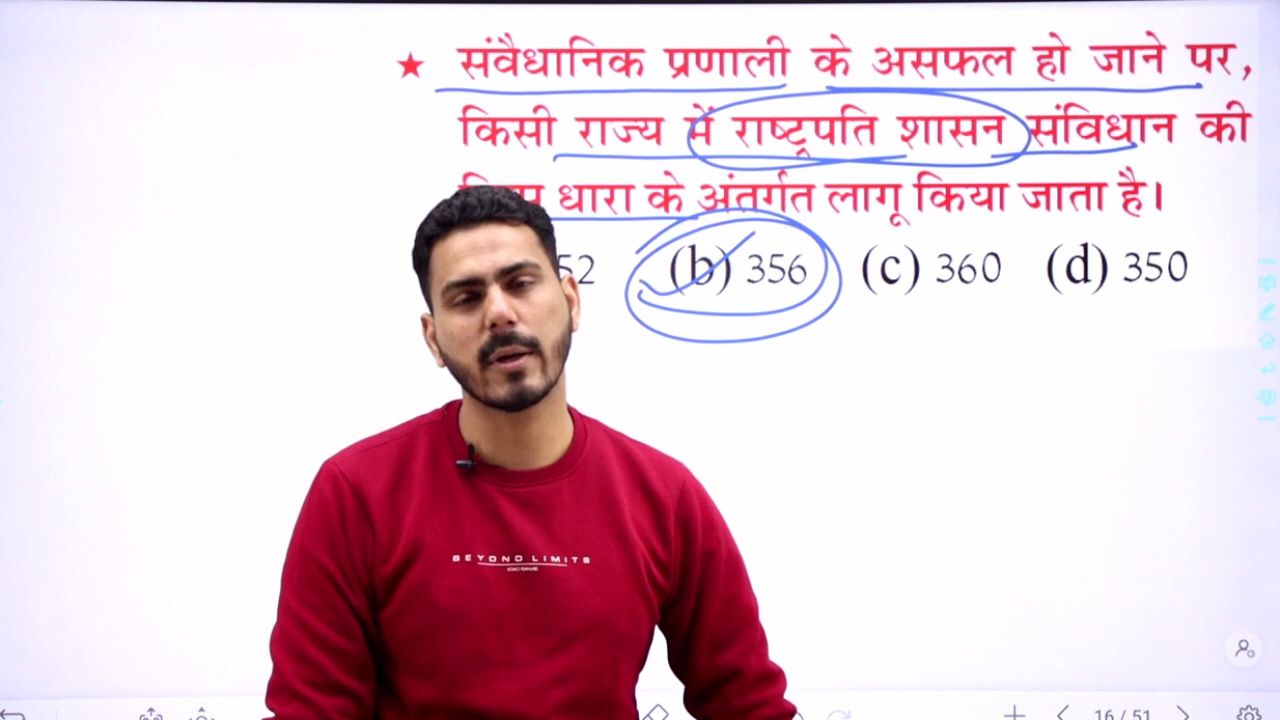 ★ संवैधानिक प्रणाली के असफल हो जाने पर,
किसी राज्य में राष्ट्रपति शासन संविधान की
धारा के अंतर्गत लागू किया जाता है।
52 (b) 356 (c) 360 (d) 350
BEYOND LIMITS
16/51